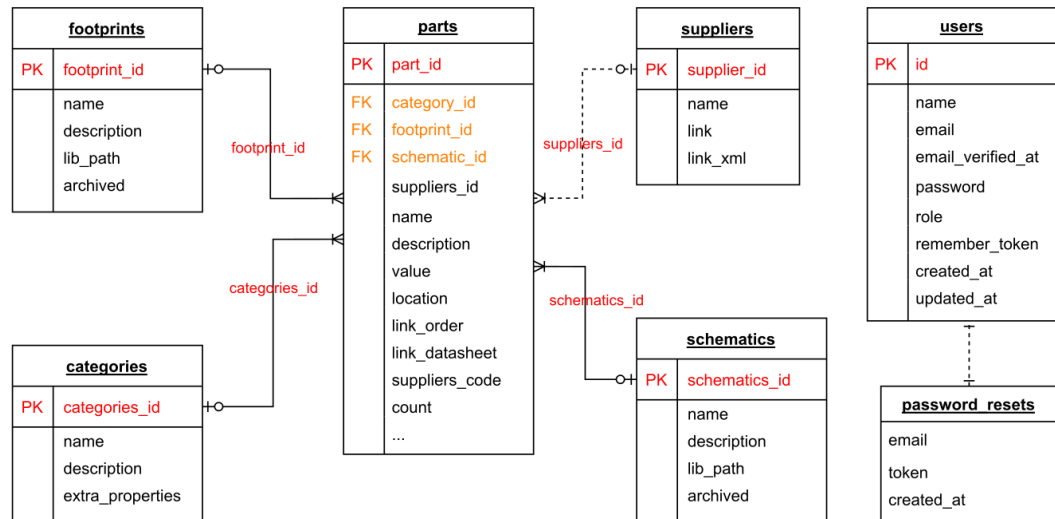 footprints
PK footprint_id
name
description
lib_path
archived
footprint_id
categories_id
categories
PK categories_id
name
description
extra_properties
parts
PK part_id
FK category_id
FK footprint_id
FK schematic_id
suppliers_id
name
description
value
location
link_order
link_datasheet
suppliers_code
count
...
suppliers_id
schematics_id
suppliers
PK supplier_id
name
link
link_xml
schematics
PK schematics_id
name
description
lib_path
archived
users
PK id
name
email
email_verified_at
password
role
remember_token
created_at
updated_at
password_resets
email
token
created_at